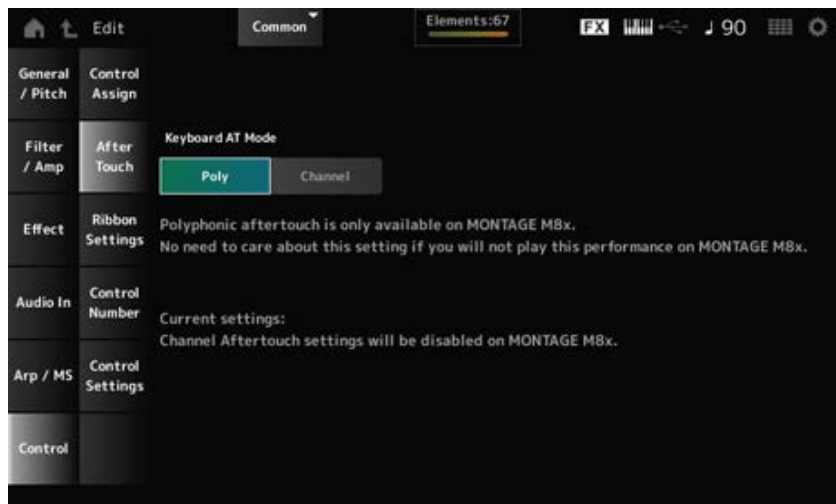 Edit
Common
Elements:67
FX
♩ 90
General
/ Pitch
Control
Assign
Filter
/ Amp
After
Touch
Keyboard AT Mode
Poly
Channel
Effect
Ribbon
Settings
Polyphonic aftertouch is only available on MONTAGE M8x.
No need to care about this setting if you will not play this performance on MONTAGE M8x.
Audio In
Control
Number
Current settings:
Channel Aftertouch settings will be disabled on MONTAGE M8x.
Arp / MS
Control
Settings
Control